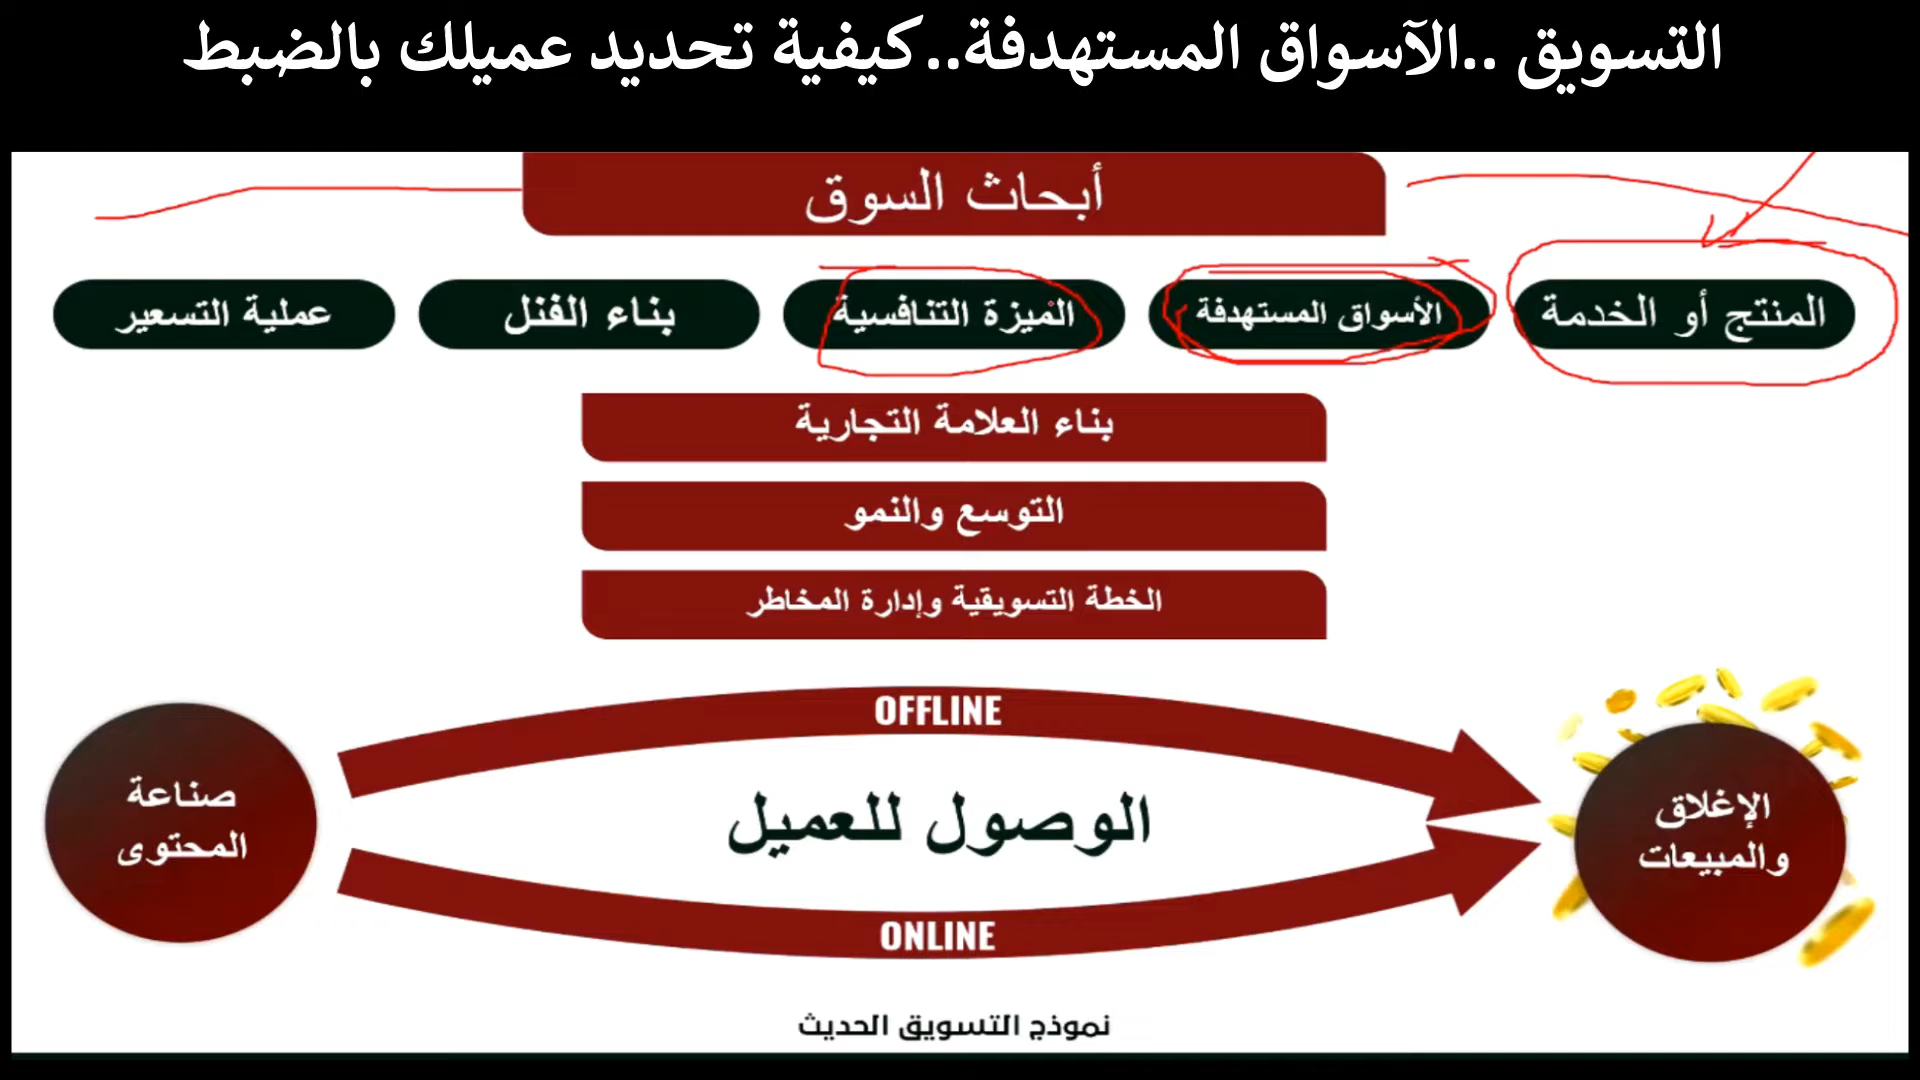 التسويق ..الآسواق المستهدفة..كيفية تحديد عميلك بالضبط
أبحاث السوق
المنتج أو الخدمة
الأسواق المستهدفة
الميزة التنافسية
بناء الفنل
عملية التسعير
بناء العلامة التجارية
التوسع والنمو
الخطة التسويقية وإدارة المخاطر
OFFLINE
صناعة
المحتوى
الوصول للعميل
الإغلاق
والمبيعات
ONLINE
نموذج التسويق الحديث